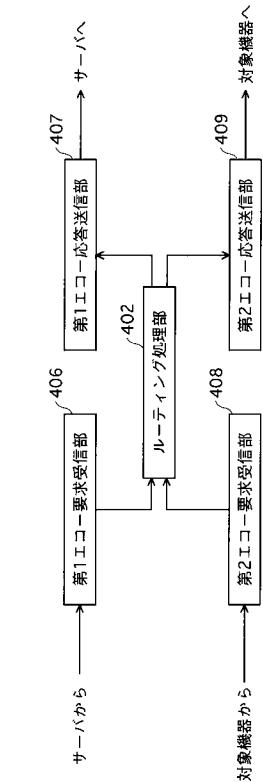 サーバから
第1エコー要求受信部
406
ルーティング処理部
402
第1エコー応答送信部
407
サーバへ
対象機器から
第2エコー要求受信部
408
第2エコー応答送信部
409
対象機器へ